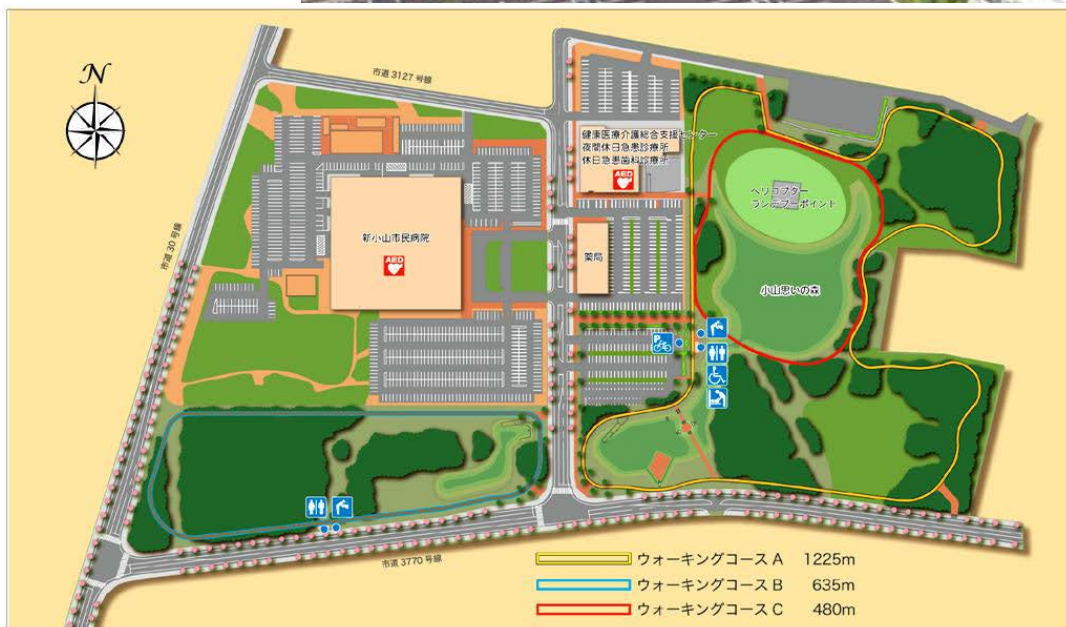 N
市道3127号線
健康医療介護総合支援センター
夜間休日急患診療所
休日急患歯科診療所
AED
ヘリコプター
ランデブーポイント
市道30号線
新小山市民病院
AED
薬局
小山思いの森
P
市道3770号線
ウォーキングコースA 1225m
ウォーキングコースB 635m
ウォーキングコースC 480m